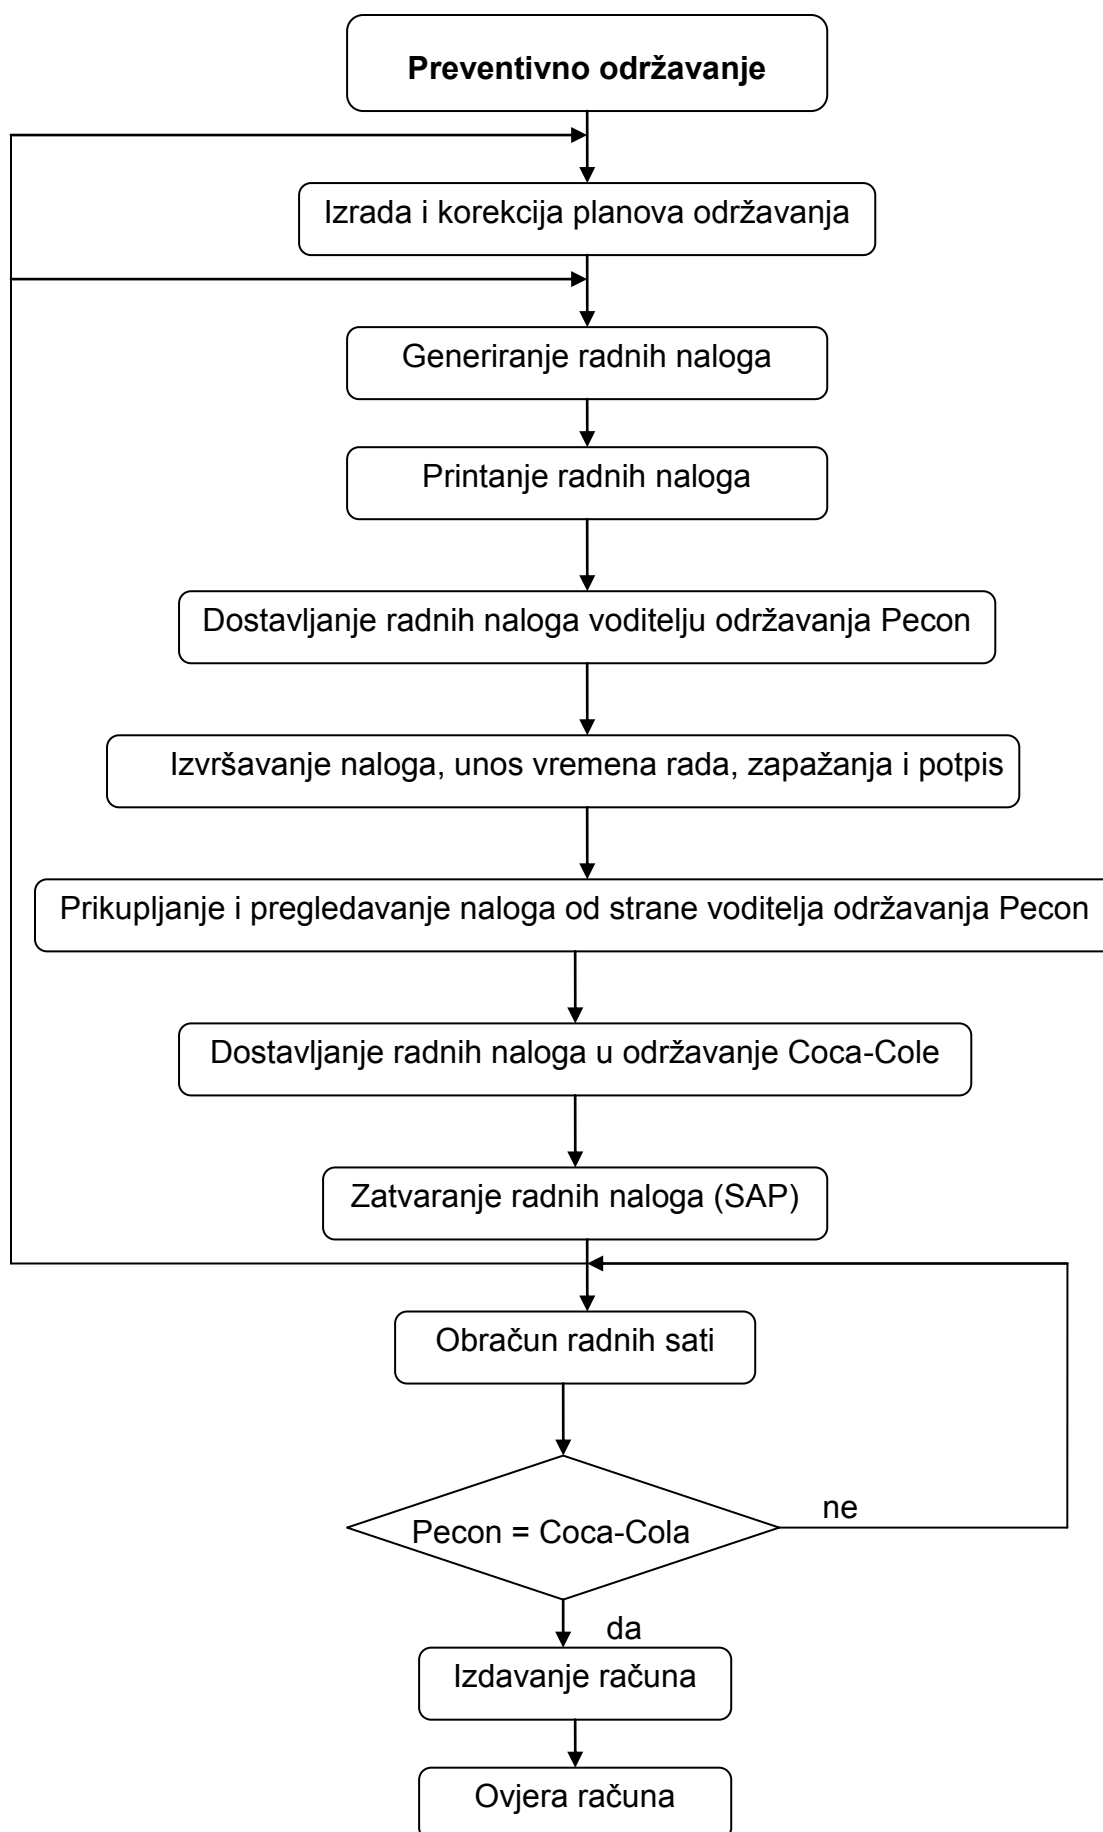 Preventivno održavanje
Izrada i korekcija planova održavanja
Generiranje radnih naloga
Printanje radnih naloga
Dostavljanje radnih naloga voditelju održavanja Pecon
Izvršavanje naloga, unos vremena rada, zapažanja i potpis
Prikupljanje i pregledavanje naloga od strane voditelja održavanja Pecon
Dostavljanje radnih naloga u održavanje Coca-Cole
Zatvaranje radnih naloga (SAP)
Obračun radnih sati
ne
Pecon = Coca-Cola
da
Izdavanje računa
Ovjera računa